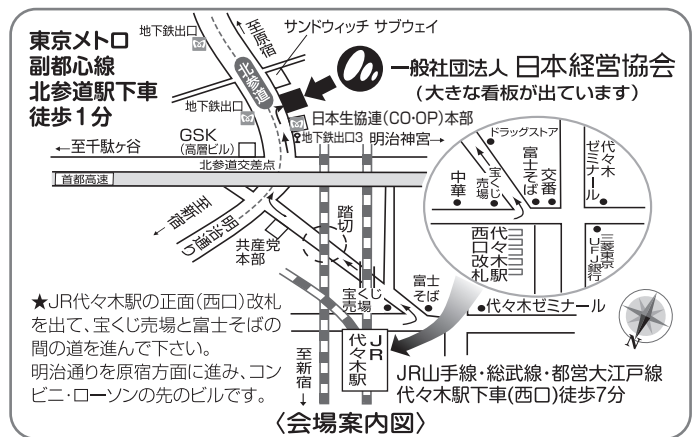 東京メトロ
副都心線
北参道駅下車
徒歩1分
地下鉄出口
至原宿
サンドウィッチ サブウェイ
北参道
一般社団法人 日本経営協会
(大きな看板が出ています)
地下鉄出口
日本生協連(CO・OP)本部
地下鉄出口3
明治神宮→
GSK
(高層ビル)
←至千駄ヶ谷
北参道交差点
首都高速
至新宿
明治通り
共産党
本部
踏切
ドラッグストア
中華
宝くじ
売場
富士そば
交番
代々木
ゼミナール
代々木駅
西口改札
三菱東京
UFJ銀行
宝くじ
売場
富士
そば
代々木ゼミナール
★JR代々木駅の正面(西口)改札
を出て、宝くじ売場と富士そばの
間の道を進んで下さい。
明治通りを原宿方面に進み、コン
ビニ・ローソンの先のビルです。
至新宿
JR
代々木駅
N
JR山手線・総武線・都営大江戸線
代々木駅下車(西口)徒歩7分
〈会場案内図〉